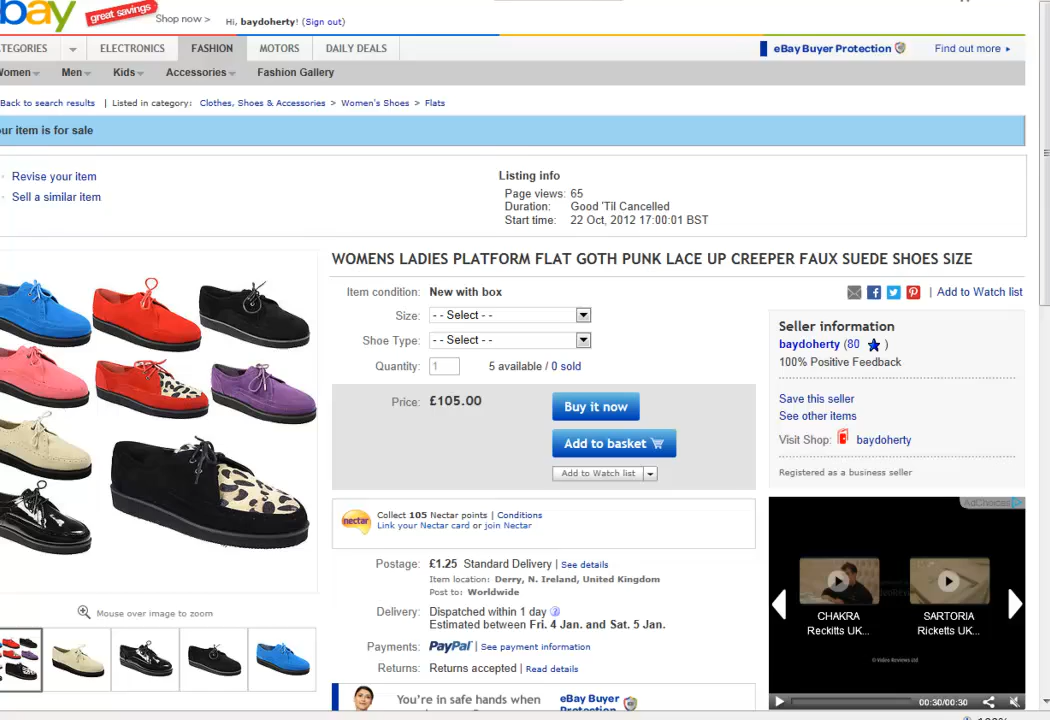 bay
great savings
Shop now >
Hi, baydoherty! (Sign out)
TEGORIES
ELECTRONICS
FASHION
MOTORS
DAILY DEALS
eBay Buyer Protection
Find out more
omen
Men
Kids
Accessories
Fashion Gallery
Back to search results | Listed in category: Clothes, Shoes & Accessories > Women's Shoes > Flats
ur item is for sale
Revise your item
Sell a similar item
Listing info
Page views: 65
Duration: Good 'Til Cancelled
Start time: 22 Oct, 2012 17:00:01 BST
WOMENS LADIES PLATFORM FLAT GOTH PUNK LACE UP CREEPER FAUX SUEDE SHOES SIZE
Item condition: New with box
| Add to Watch list
Size: - - Select - -
Shoe Type: - - Select - -
Quantity: 1 5 available / 0 sold
Price: £105.00
Buy it now
Add to basket
Add to Watch list
Seller information
baydoherty (80 )
100% Positive Feedback
Save this seller
See other items
Visit Shop: baydoherty
Registered as a business seller
nectar
Collect 105 Nectar points | Conditions
Link your Nectar card or join Nectar
Postage: £1.25 Standard Delivery | See details
Item location: Derry, N. Ireland, United Kingdom
Post to: Worldwide
Delivery: Dispatched within 1 day
Estimated between Fri. 4 Jan. and Sat. 5 Jan.
Payments: PayPal | See payment information
Returns: Returns accepted | Read details
You're in safe hands when
eBay Buyer
Protection
Mouse over image to zoom
AdChoices
CHAKRA
Reckitts UK...
SARTORIA
Ricketts UK...
© Video Reviews Ltd
00:30/00:30